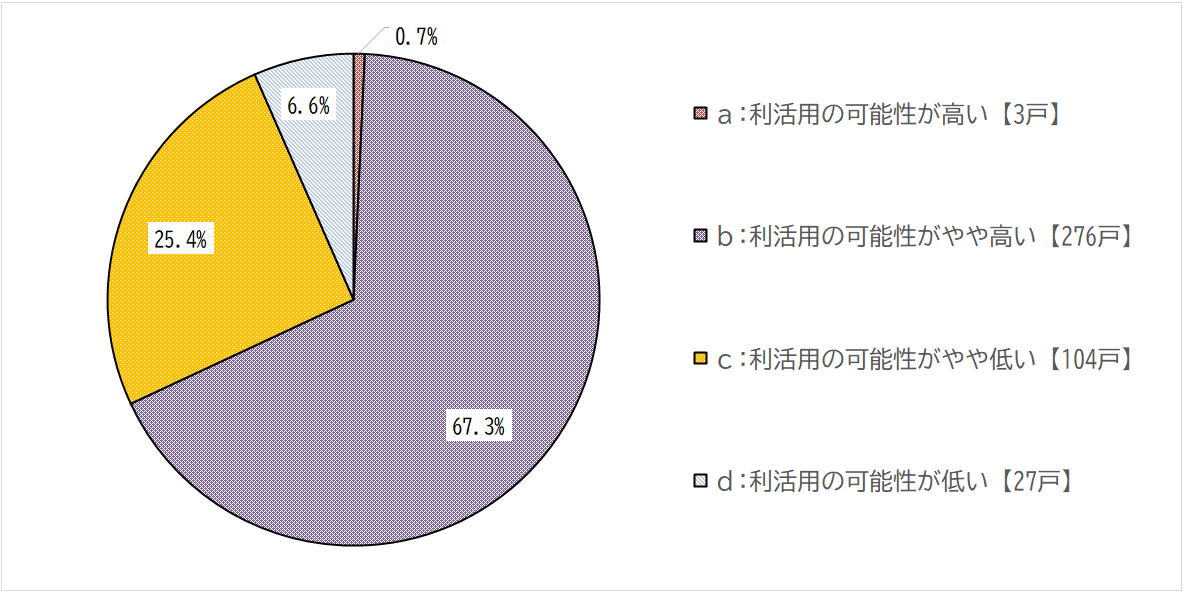 0.7%
6.6%
25.4%
67.3%
a：利活用の可能性が高い【3戸】
b：利活用の可能性がやや高い【276戸】
c：利活用の可能性がやや低い【104戸】
d：利活用の可能性が低い【27戸】